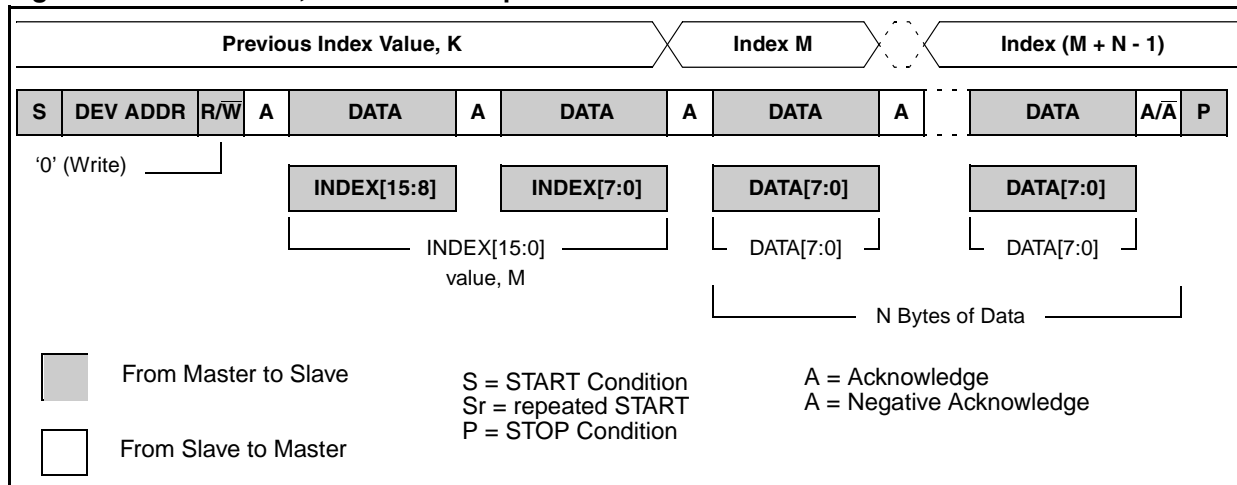 Previous Index Value, K Index M Index (M + N - 1)
S DEV ADDR R/W̅ A DATA A DATA A DATA A DATA A/A̅ P
‘0’ (Write)
INDEX[15:8] INDEX[7:0] DATA[7:0] DATA[7:0]
INDEX[15:0] DATA[7:0] DATA[7:0]
value, M
N Bytes of Data
From Master to Slave
From Slave to Master
S = START Condition
Sr = repeated START
P = STOP Condition
A = Acknowledge
A = Negative Acknowledge